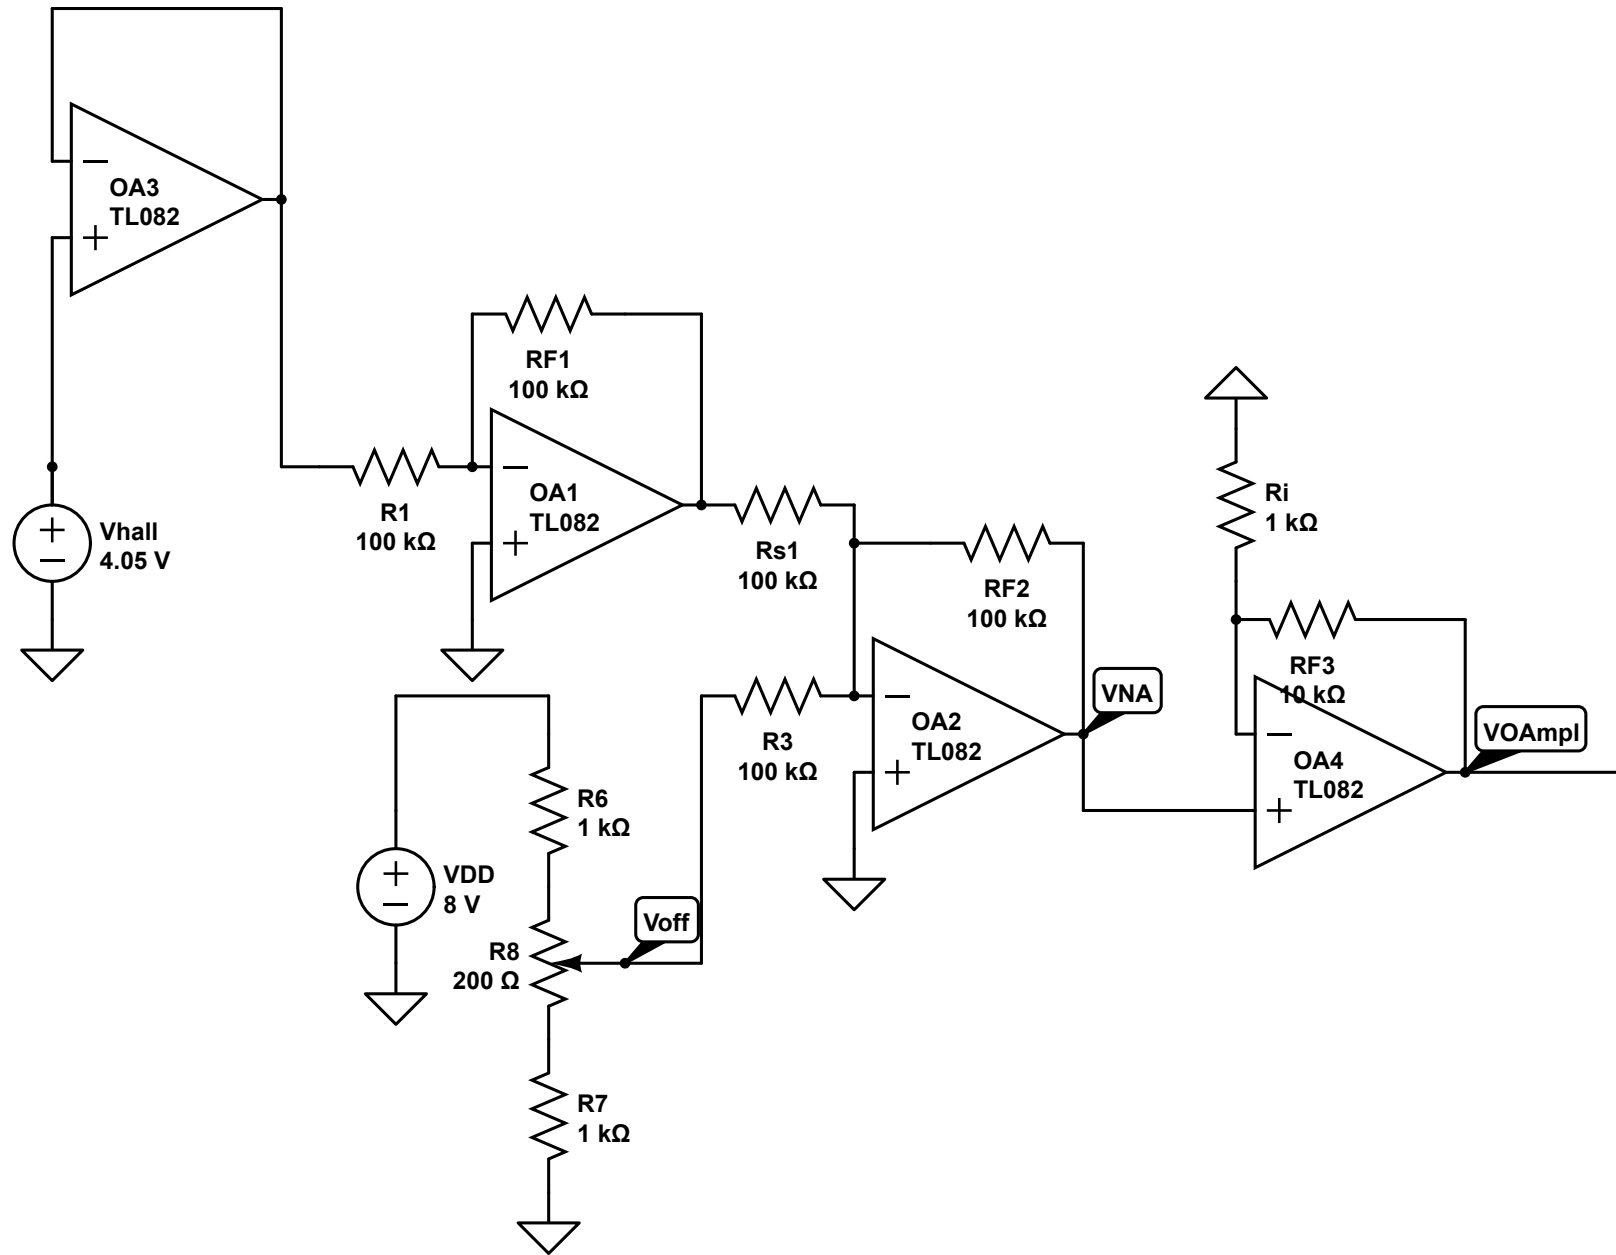 OA3
TL082
RF1
100 kΩ
OA1
TL082
R1
100 kΩ
Vhall
4.05 V
Rs1
100 kΩ
RF2
100 kΩ
Ri
1 kΩ
RF3
10 kΩ
VNA
OA2
TL082
R3
100 kΩ
VOAmpl
OA4
TL082
R6
1 kΩ
VDD
8 V
Voff
R8
200 Ω
R7
1 kΩ